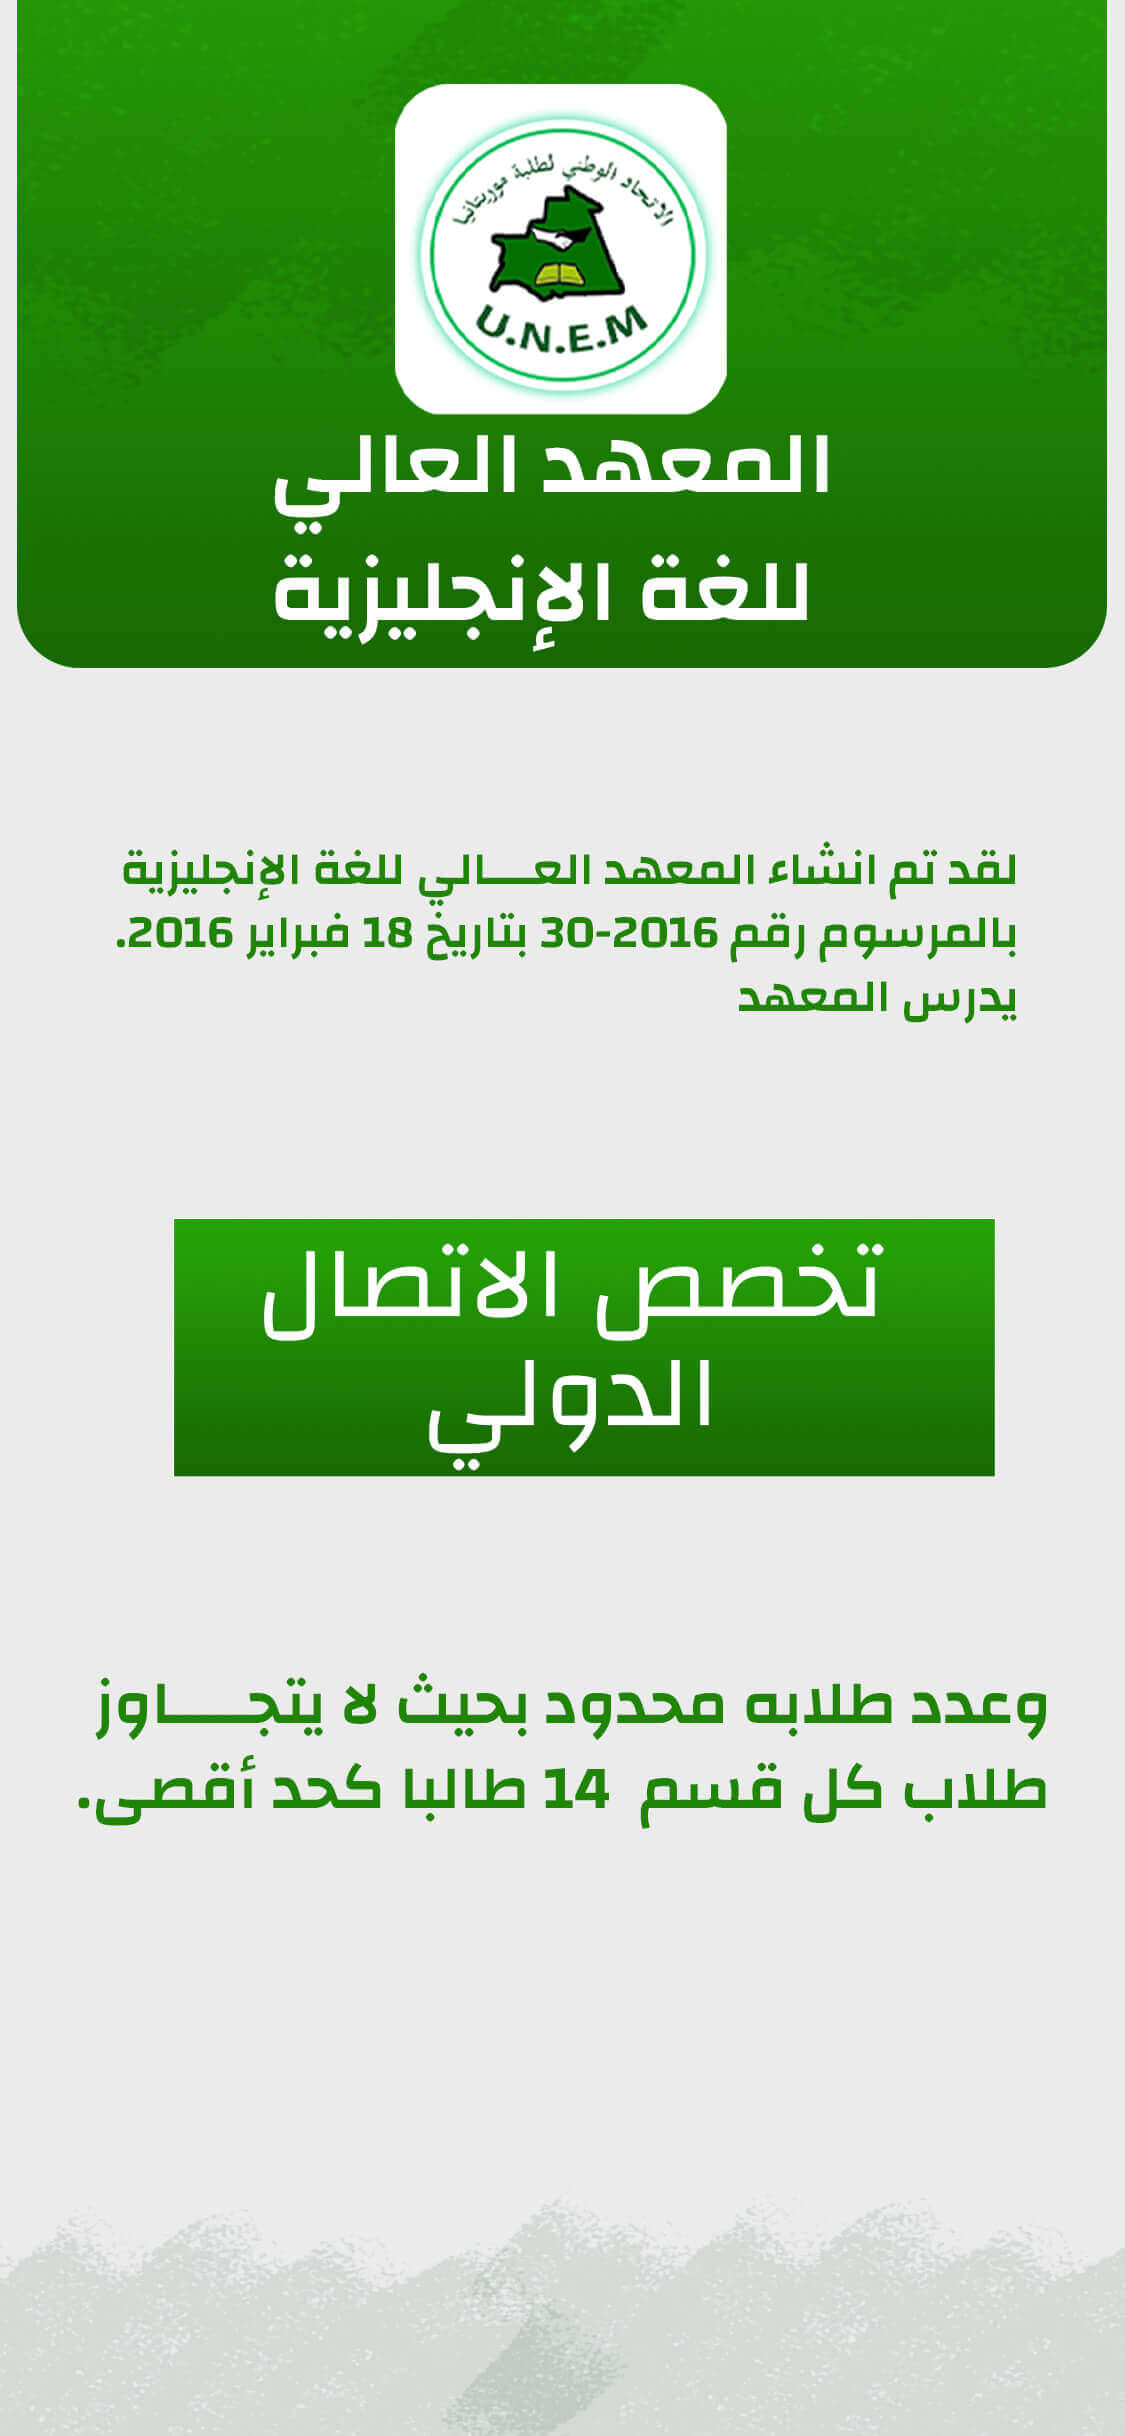 الاتحاد الوطني لطلبة موريتانيا
U.N.E.M
المعهد العالي
للغة الإنجليزية
لقد تم انشاء المعهد العـــالي للغة الإنجليزية
بالمرسوم رقم 2016-30 بتاريخ 18 فبراير 2016.
يدرس المعهد
تخصص الاتصال
الدولي
وعدد طلابه محدود بحيث لا يتجـــاوز
طلاب كل قسم 14 طالبا كحد أقصى.